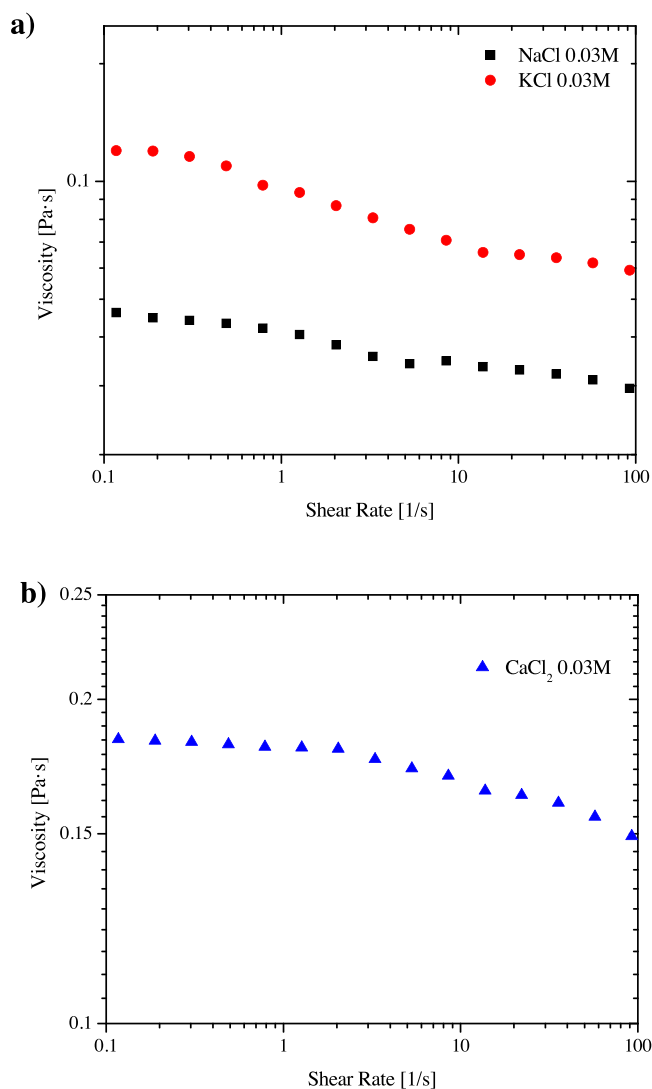 a)
NaCl 0.03M
KCl 0.03M
0.1
Viscosity [Pa·s]
0.1 1 10 100
Shear Rate [1/s]
b)
0.25
CaCl₂ 0.03M
0.2
Viscosity [Pa·s]
0.15
0.1
0.1 1 10 100
Shear Rate [1/s]